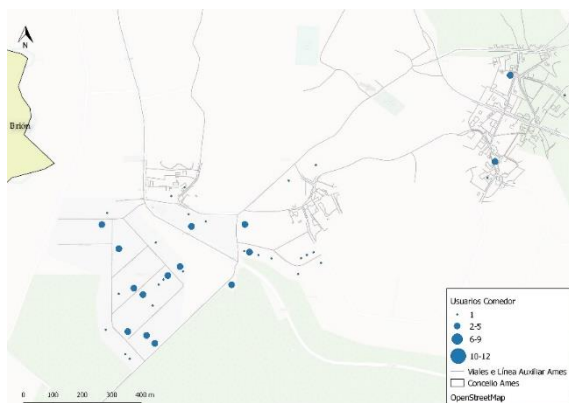 N
Brión
Usuarios Comedor
1
2-5
6-9
10-12
Viales e Línea Auxiliar Ames
Concello Ames
OpenStreetMap
0 100 200 300 400 m